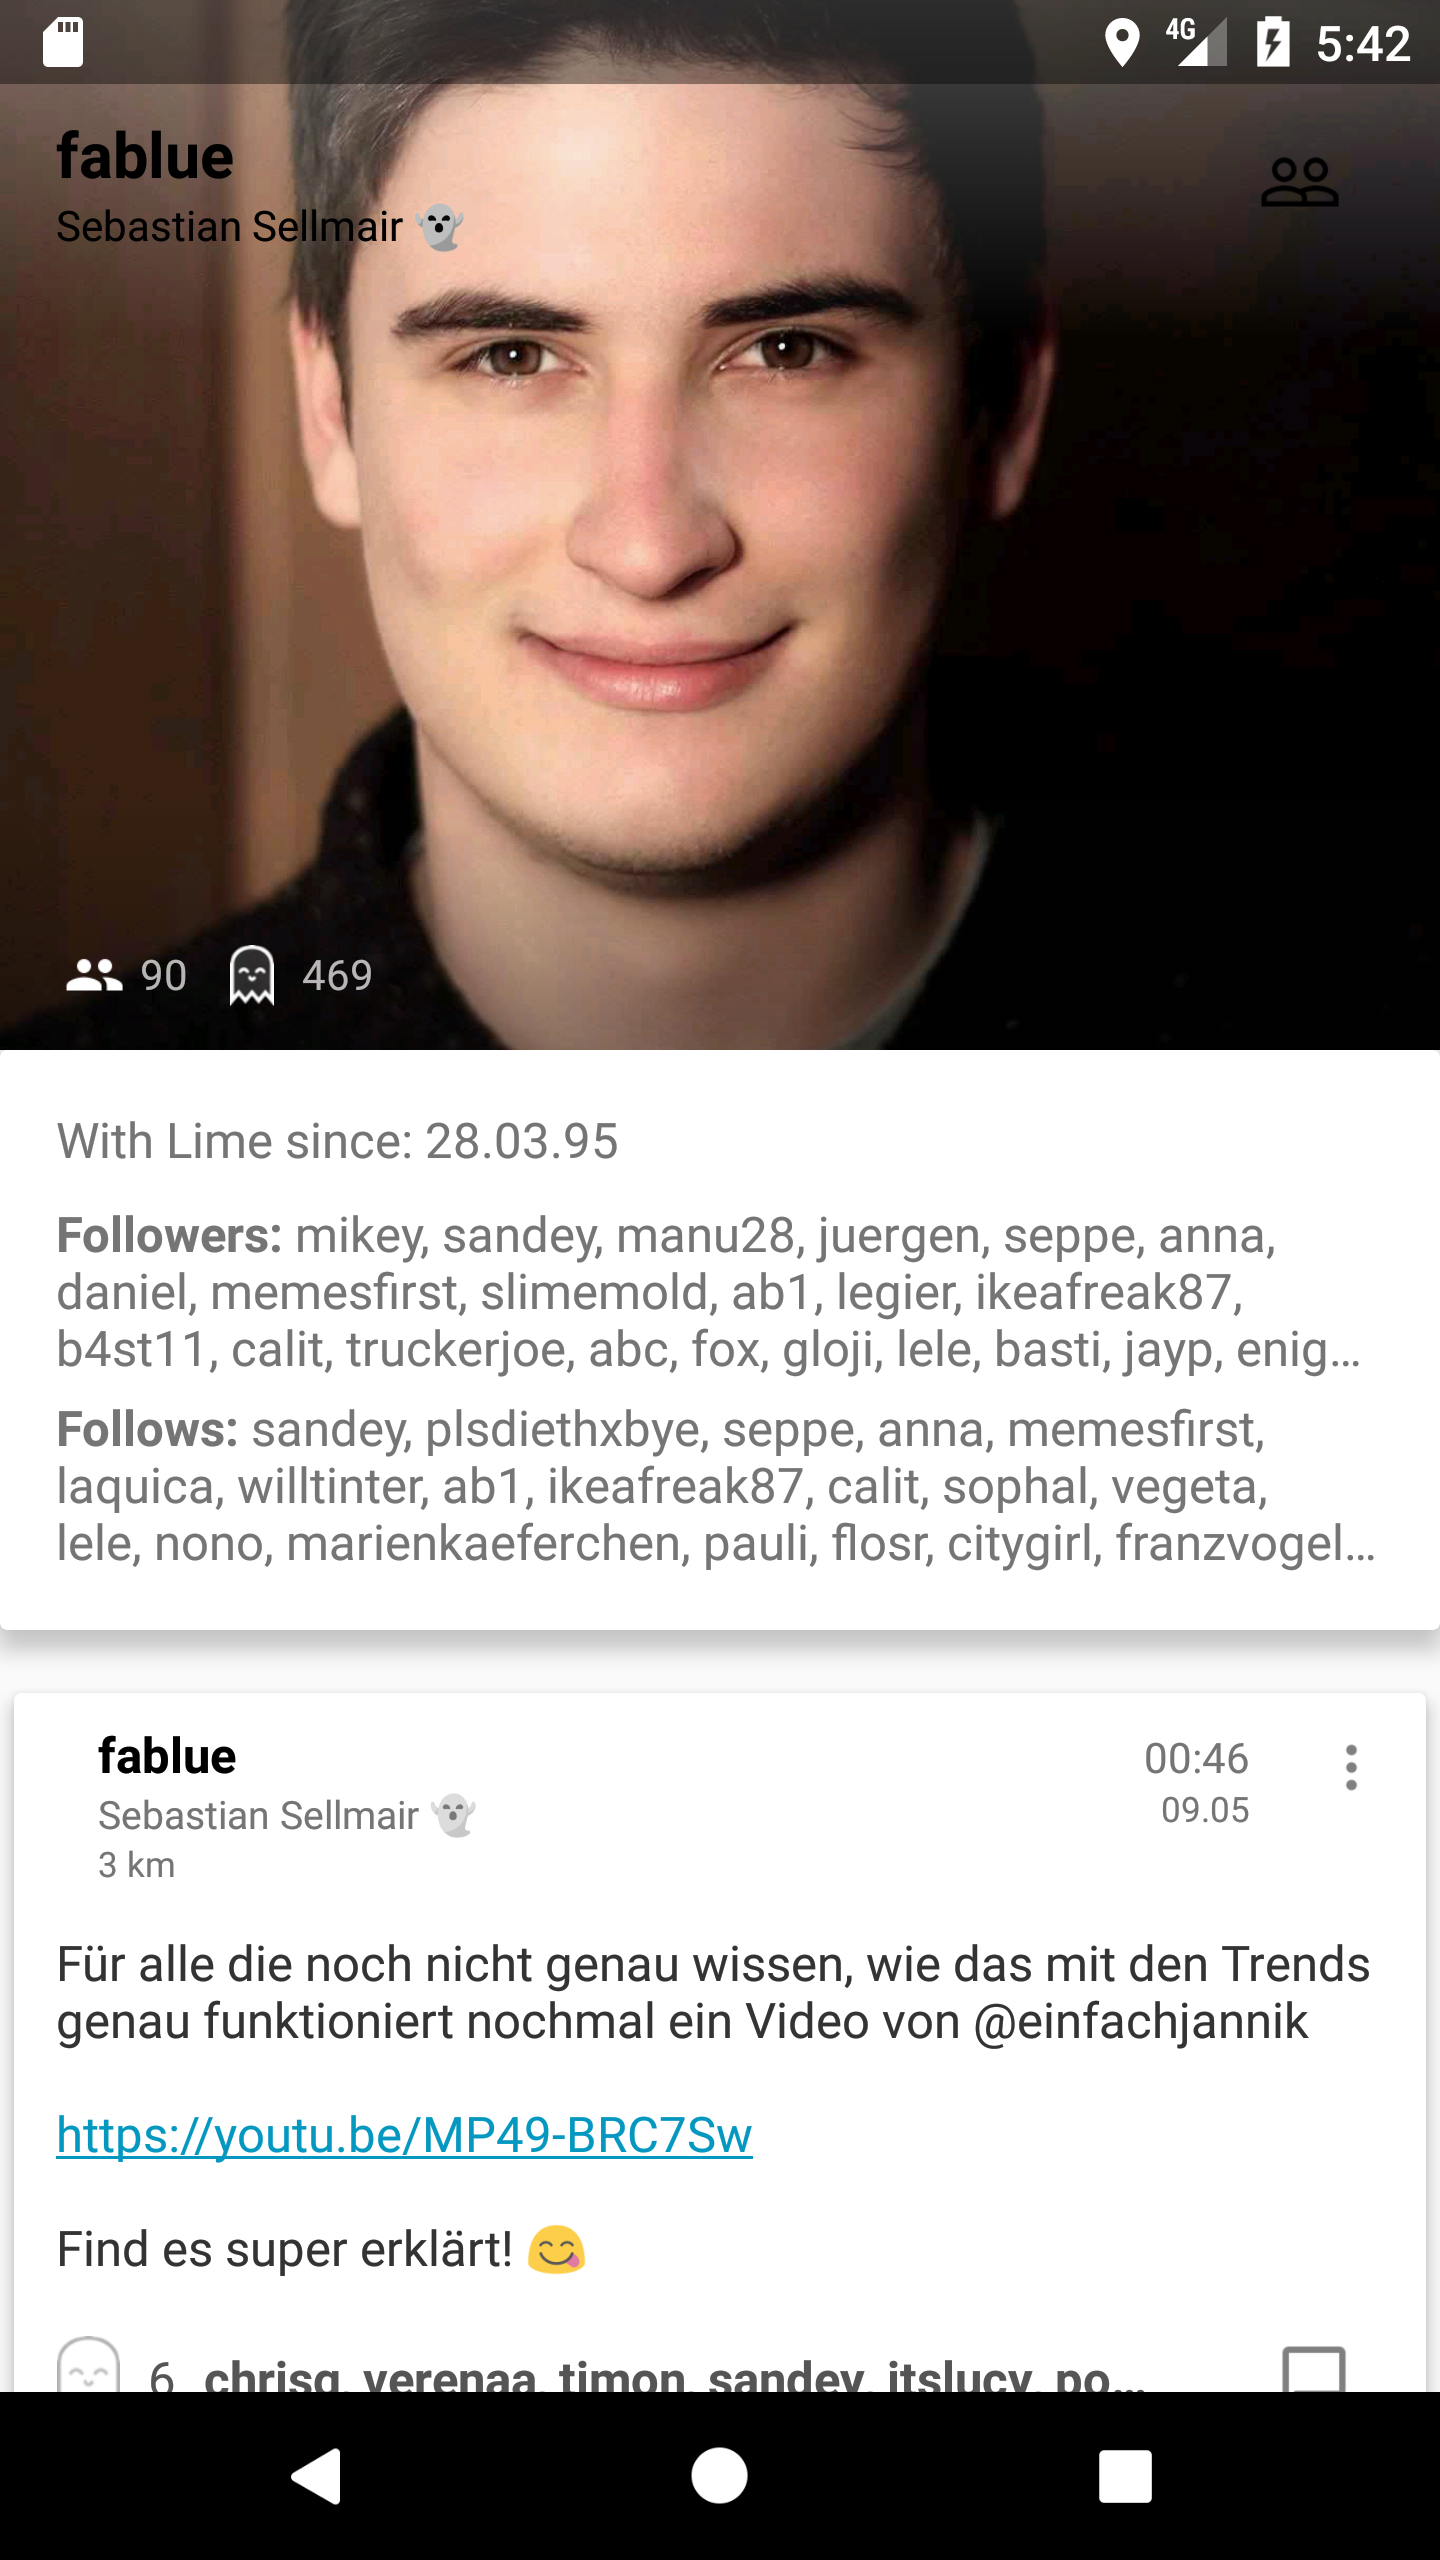 4G 5:42
fablue
Sebastian Sellmair 👻
90 469
With Lime since: 28.03.95
Followers: mikey, sandey, manu28, juergen, seppe, anna,
daniel, memesfirst, slimemold, ab1, legier, ikeafreak87,
b4st11, calit, truckerjoe, abc, fox, gloji, lele, basti, jayp, enig…
Follows: sandey, plsdiethxbye, seppe, anna, memesfirst,
laquica, willtinter, ab1, ikeafreak87, calit, sophal, vegeta,
lele, nono, marienkaeferchen, pauli, flosr, citygirl, franzvogel…
fablue 00:46
Sebastian Sellmair 👻 09.05
3 km
Für alle die noch nicht genau wissen, wie das mit den Trends
genau funktioniert nochmal ein Video von @einfachjannik
https://youtu.be/MP49-BRC7Sw
Find es super erklärt! 😋
6 chrisg, verenaa, timon, sandey, itslucy, po…